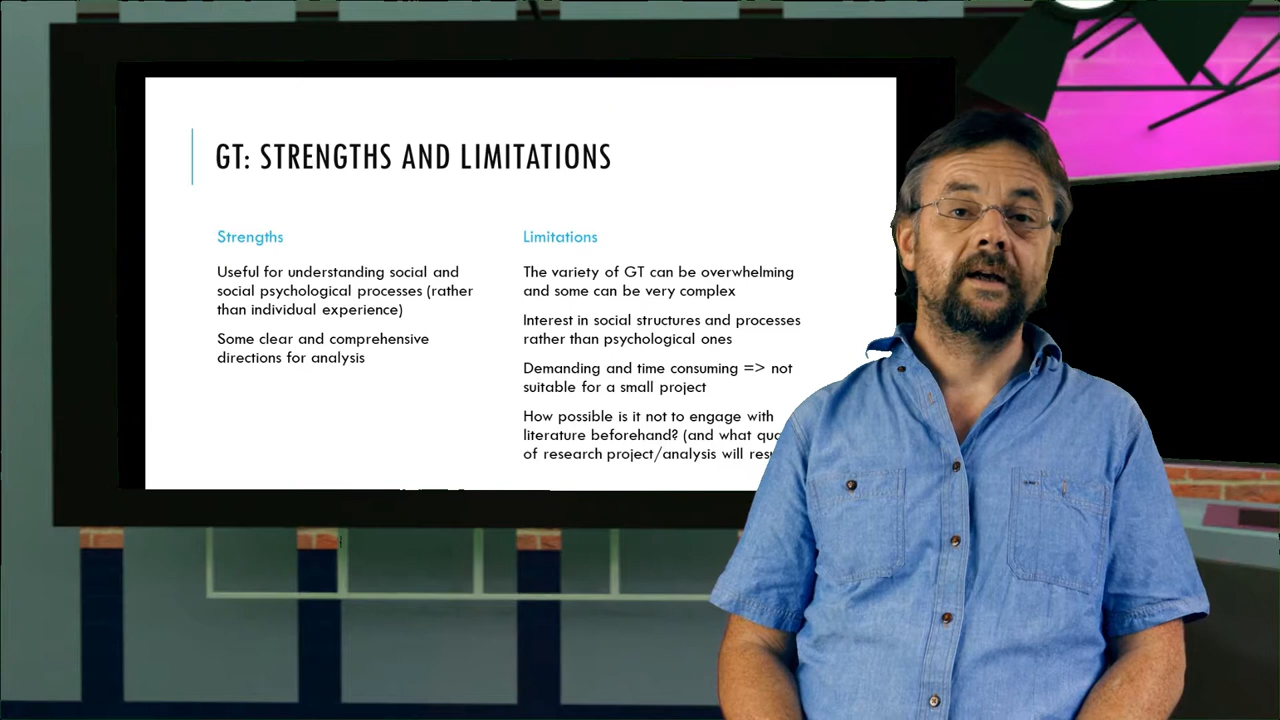 GT: STRENGTHS AND LIMITATIONS
Strengths
Useful for understanding social and
social psychological processes (rather
than individual experience)
Some clear and comprehensive
directions for analysis
Limitations
The variety of GT can be overwhelming
and some can be very complex
Interest in social structures and processes
rather than psychological ones
Demanding and time consuming => not
suitable for a small project
How possible is it not to engage with
literature beforehand? (and what
of research project/analysis will